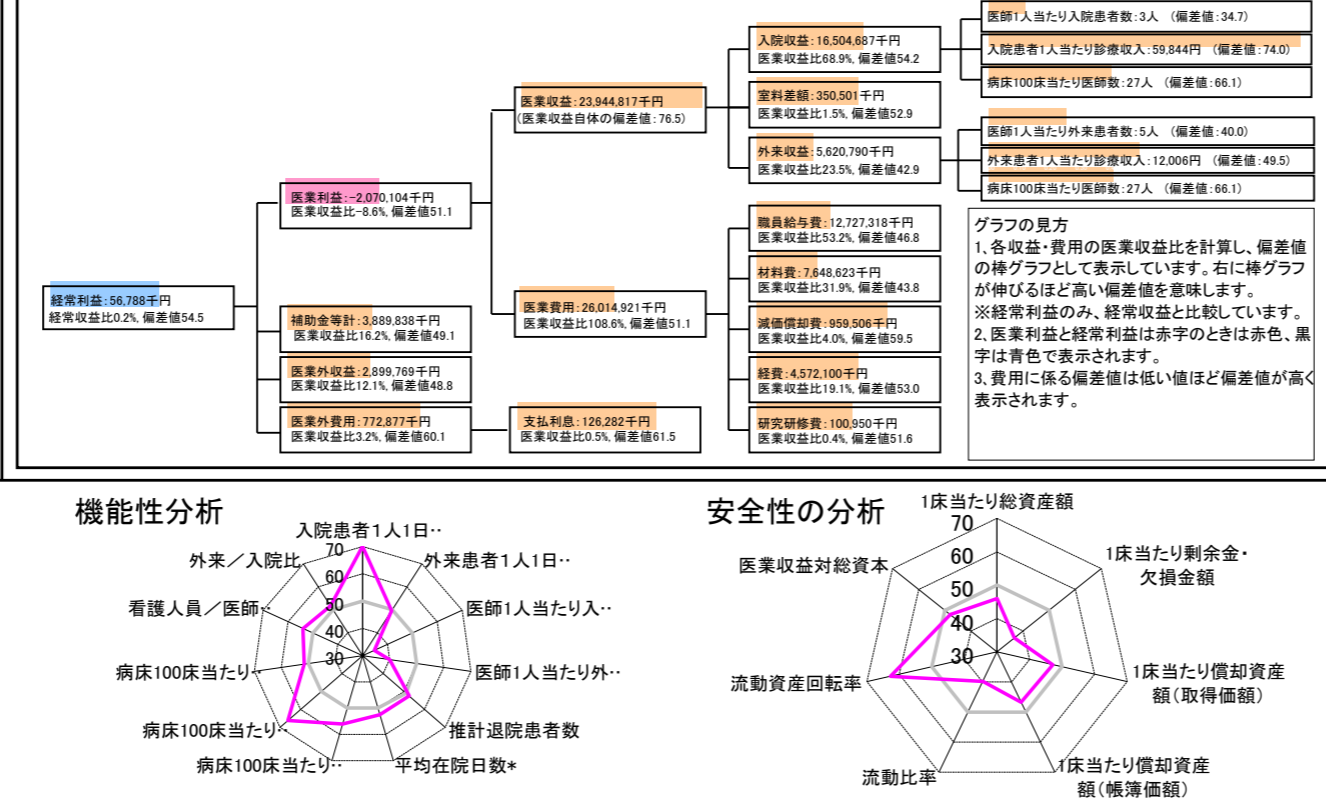 経常利益:56,788千円
経常収支比0.2%, 偏差値54.5
医業利益:-2,070,104千円
医業収益比-8.6%, 偏差値51.1
補助金等計:3,889,838千円
医業収益比16.2%, 偏差値49.1
医業外収益:2,899,769千円
医業収益比12.1%, 偏差値48.8
医業外費用:772,877千円
医業収益比3.2%, 偏差値60.1
支払利息:126,282千円
医業収益比0.5%, 偏差値61.5
医業収益:23,944,817千円
(医業収益自体の偏差値:76.5)
医業費用:26,014,921千円
医業収益比108.6%, 偏差値51.1
入院収益:16,504,687千円
医業収益比68.9%, 偏差値54.2
室料差額:350,501千円
医業収益比1.5%, 偏差値52.9
外来収益:5,620,790千円
医業収益比23.5%, 偏差値42.9
職員給与費:12,727,318千円
医業収益比53.2%, 偏差値46.8
材料費:7,648,623千円
医業収益比31.9%, 偏差値43.8
減価償却費:959,506千円
医業収益比4.0%, 偏差値59.5
経費:4,572,100千円
医業収益比19.1%, 偏差値53.0
研究研修費:100,950千円
医業収益比0.4%, 偏差値51.6
医師1人当たり入院患者数:3人 (偏差値:34.7)
入院患者1人当たり診療収入:59,844円 (偏差値:74.0)
病床100床当たり医師数:27人 (偏差値:66.1)
医師1人当たり外来患者数:5人 (偏差値:40.0)
外来患者1人当たり診療収入:12,006円 (偏差値:49.5)
病床100床当たり医師数:27人 (偏差値:66.1)
グラフの見方
1、各収益・費用の医業収益比を計算し、偏差値
の棒グラフとして表示しています。右に棒グラフ
が伸びるほど高い偏差値を意味します。
※経常利益のみ、経常収益と比較しています。
2、医業利益と経常利益は赤字のときは赤色、黒
字は青色で表示されます。
3、費用に係る偏差値は低い値ほど偏差値が高く
表示されます。
機能性分析
入院患者1人1日‥
外来患者1人1日‥
医師1人当たり入‥
医師1人当たり外‥
推計退院患者数
平均在院日数*
病床100床当たり‥
病床100床当たり‥
病床100床当たり‥
看護人員/医師‥
外来/入院比
70
60
50
40
30
安全性の分析
1床当たり総資産額
1床当たり剰余金・
欠損金額
1床当たり償却資産
額(取得価額)
1床当たり償却資産
額(帳簿価額)
流動比率
流動資産回転率
医業収益対総資本
70
60
50
40
30